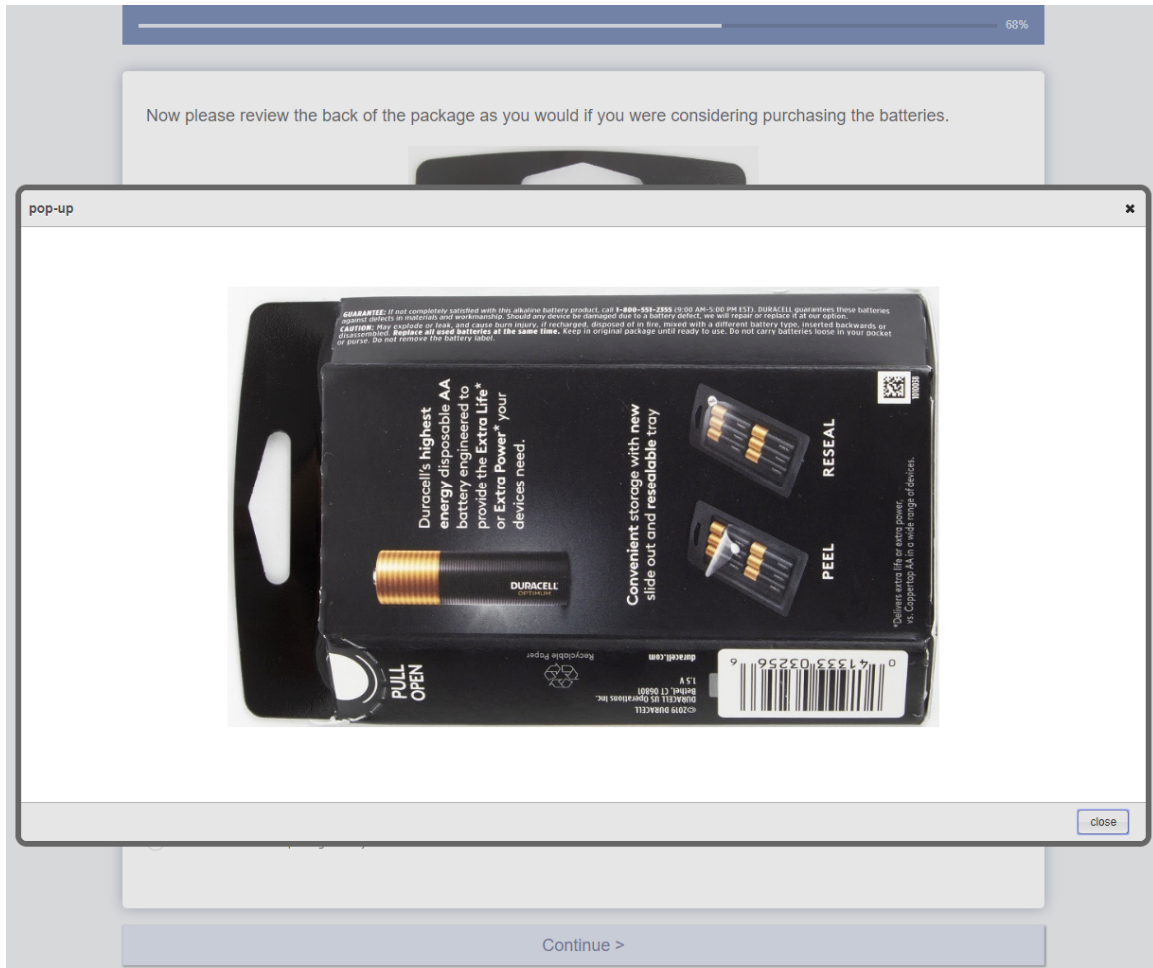 68%
Now please review the back of the package as you would if you were considering purchasing the batteries.
pop-up
GUARANTEE: If not completely satisfied with this alkaline battery product, call 1-800-551-2355 (9:00 AM-5:00 PM EST). DURACELL guarantees these batteries
against defects in materials and workmanship. Should any device be damaged due to a battery defect, we will repair or replace it at our option.
CAUTION: May explode or leak, and cause burn injury, if recharged, disposed of in fire, mixed with a different battery type, inserted backwards or
disassembled. Replace all used batteries at the same time. Keep in original package until ready to use. Do not carry batteries loose in your pocket
or purse. Do not remove the battery label.
Duracell's highest
energy disposable AA
battery engineered to
provide the Extra Life*
or Extra Power* your
devices need.
DURACELL
OPTIMUM
Convenient storage with new
slide out and resealable tray
PEEL
RESEAL
*Delivers extra life or extra power,
vs. Coppertop AA in a wide range of devices.
1010038
PULL
OPEN
Recyclable Paper
duracell.com
©2019 DURACELL
DURACELL US Operations Inc.
Bethel, CT 06801
1.5 V
0 41333 03256 6
close
Continue >